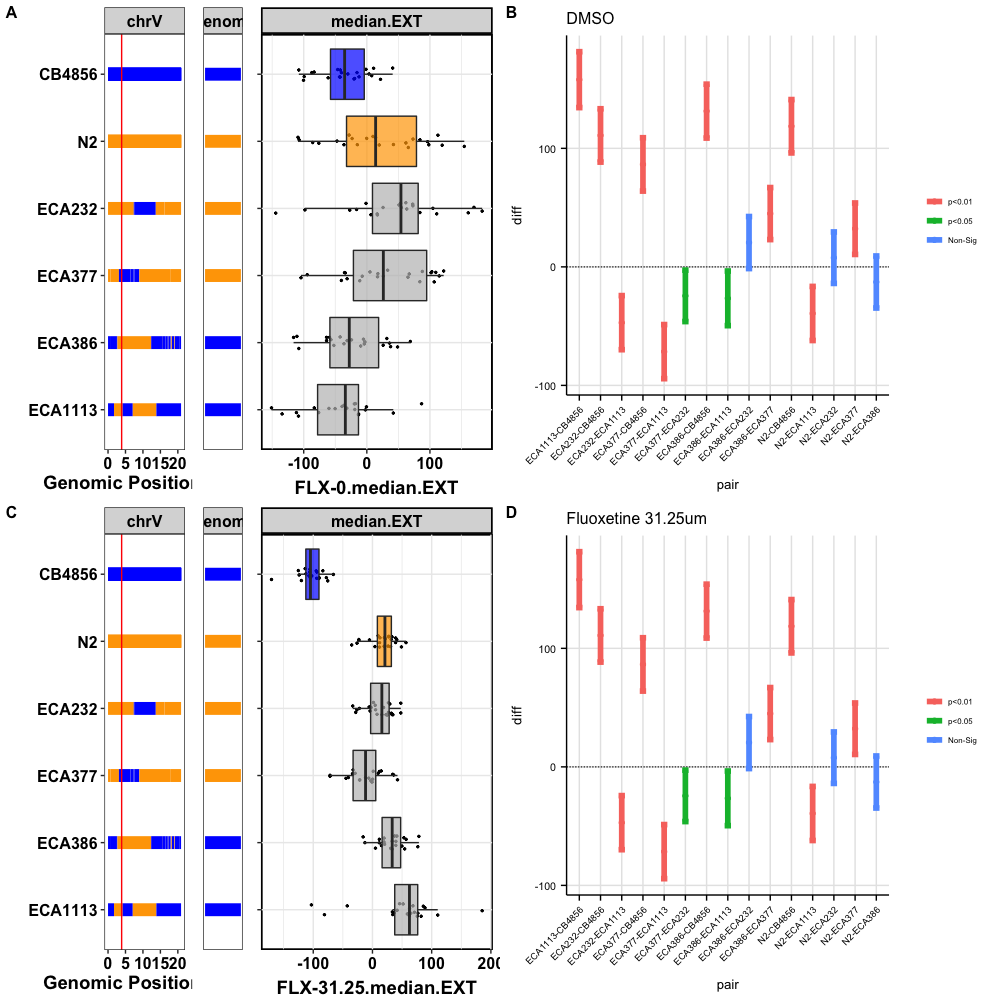 A
chrV
enom
median.EXT
CB4856
N2
ECA232
ECA377
ECA386
ECA1113
0 5 101520
-100 0 100
Genomic Position
FLX-0.median.EXT
B
DMSO
diff
100
0
-100
ECA1113-CB4856
ECA232-CB4856
ECA232-ECA1113
ECA377-CB4856
ECA377-ECA1113
ECA377-ECA232
ECA386-CB4856
ECA386-ECA1113
ECA386-ECA232
ECA386-ECA377
N2-CB4856
N2-ECA1113
N2-ECA232
N2-ECA377
N2-ECA386
pair
p<0.01
p<0.05
Non-Sig
C
chrV
enom
median.EXT
CB4856
N2
ECA232
ECA377
ECA386
ECA1113
0 5 101520
-100 0 100 200
Genomic Position
FLX-31.25.median.EXT
D
Fluoxetine 31.25um
diff
100
0
-100
ECA1113-CB4856
ECA232-CB4856
ECA232-ECA1113
ECA377-CB4856
ECA377-ECA1113
ECA377-ECA232
ECA386-CB4856
ECA386-ECA1113
ECA386-ECA232
ECA386-ECA377
N2-CB4856
N2-ECA1113
N2-ECA232
N2-ECA377
N2-ECA386
pair
p<0.01
p<0.05
Non-Sig